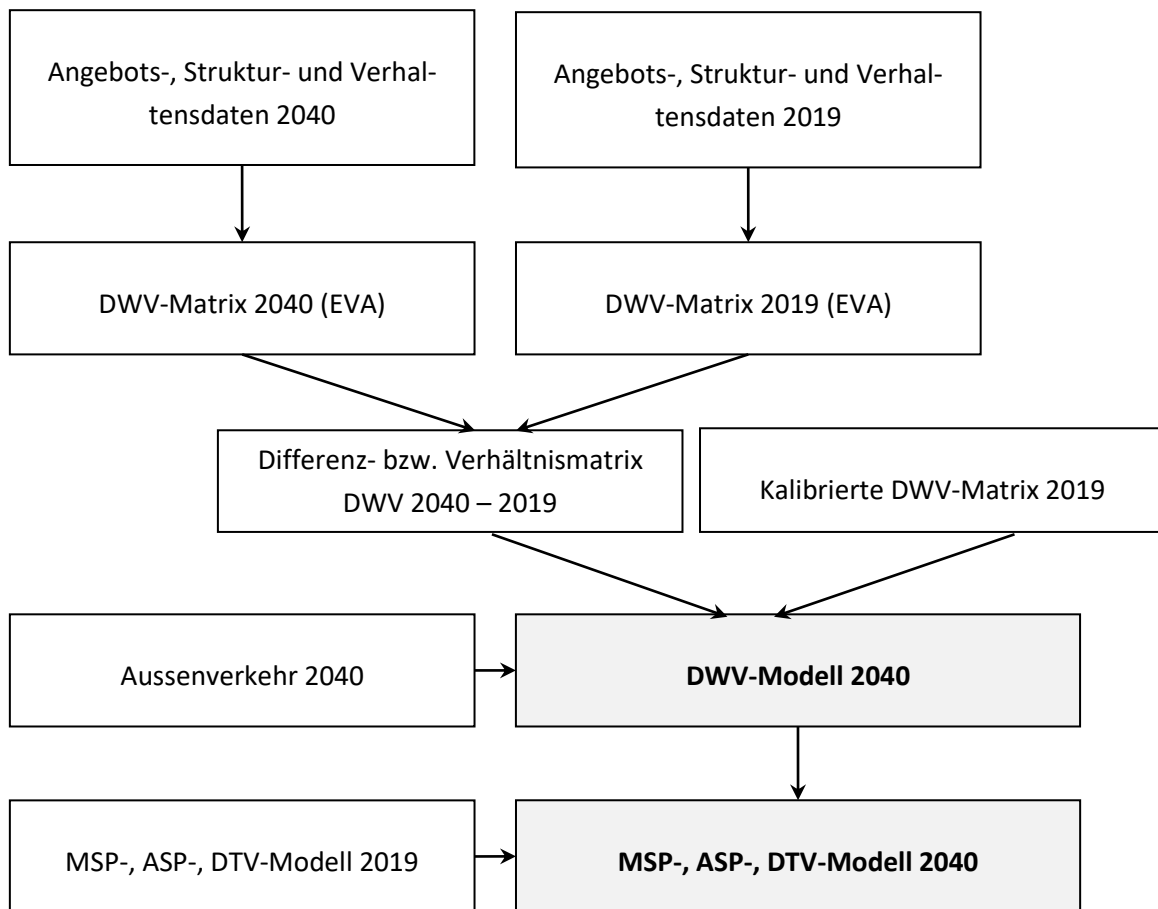 Angebots-, Struktur- und Verhal-
tensdaten 2040
Angebots-, Struktur- und Verhal-
tensdaten 2019
DWV-Matrix 2040 (EVA)
DWV-Matrix 2019 (EVA)
Differenz- bzw. Verhältnismatrix
DWV 2040 – 2019
Kalibrierte DWV-Matrix 2019
Aussenverkehr 2040
DWV-Modell 2040
MSP-, ASP-, DTV-Modell 2019
MSP-, ASP-, DTV-Modell 2040